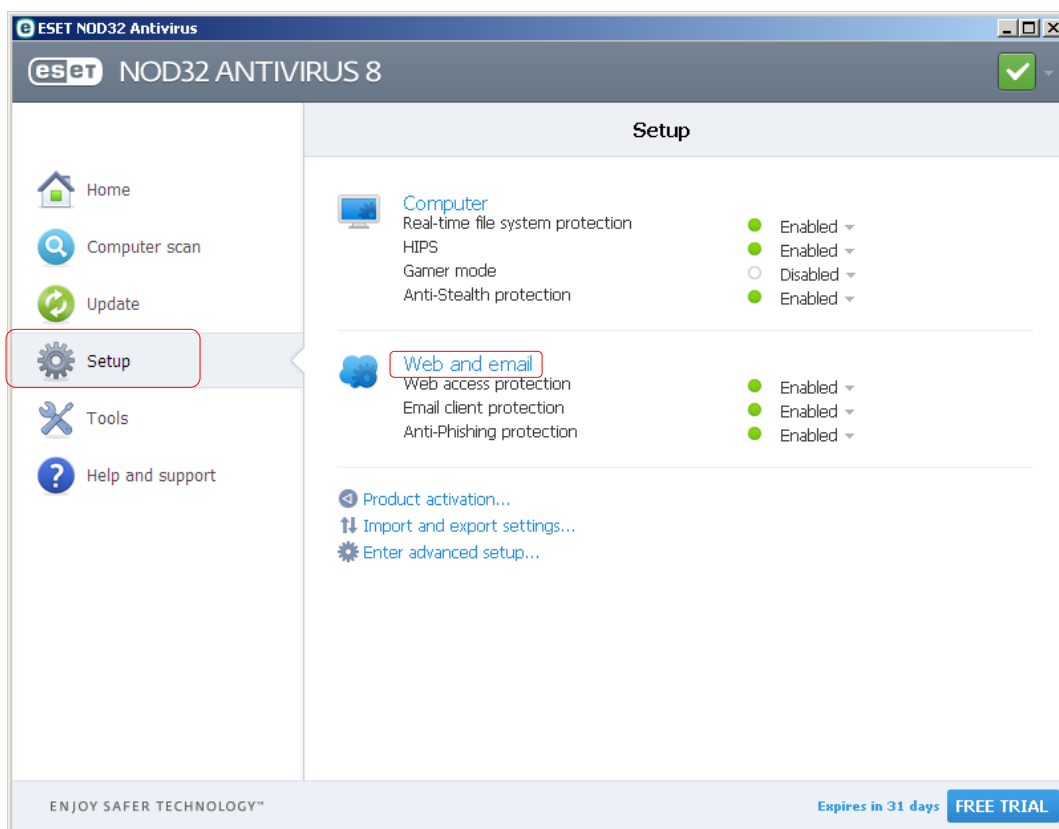 ESET NOD32 Antivirus
eset NOD32 ANTIVIRUS 8
Setup
Home
Computer scan
Update
Setup
Tools
Help and support
Computer
Real-time file system protection Enabled
HIPS Enabled
Gamer mode Disabled
Anti-Stealth protection Enabled
Web and email
Web access protection Enabled
Email client protection Enabled
Anti-Phishing protection Enabled
Product activation...
Import and export settings...
Enter advanced setup...
ENJOY SAFER TECHNOLOGY™
Expires in 31 days FREE TRIAL